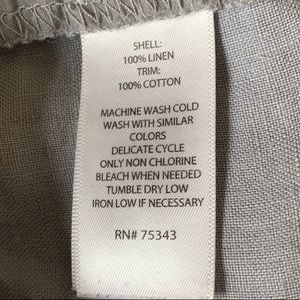 SHELL:
100% LINEN
TRIM:
100% COTTON
MACHINE WASH COLD
WASH WITH SIMILAR
COLORS
DELICATE CYCLE
ONLY NON CHLORINE
BLEACH WHEN NEEDED
TUMBLE DRY LOW
IRON LOW IF NECESSARY
RN# 75343